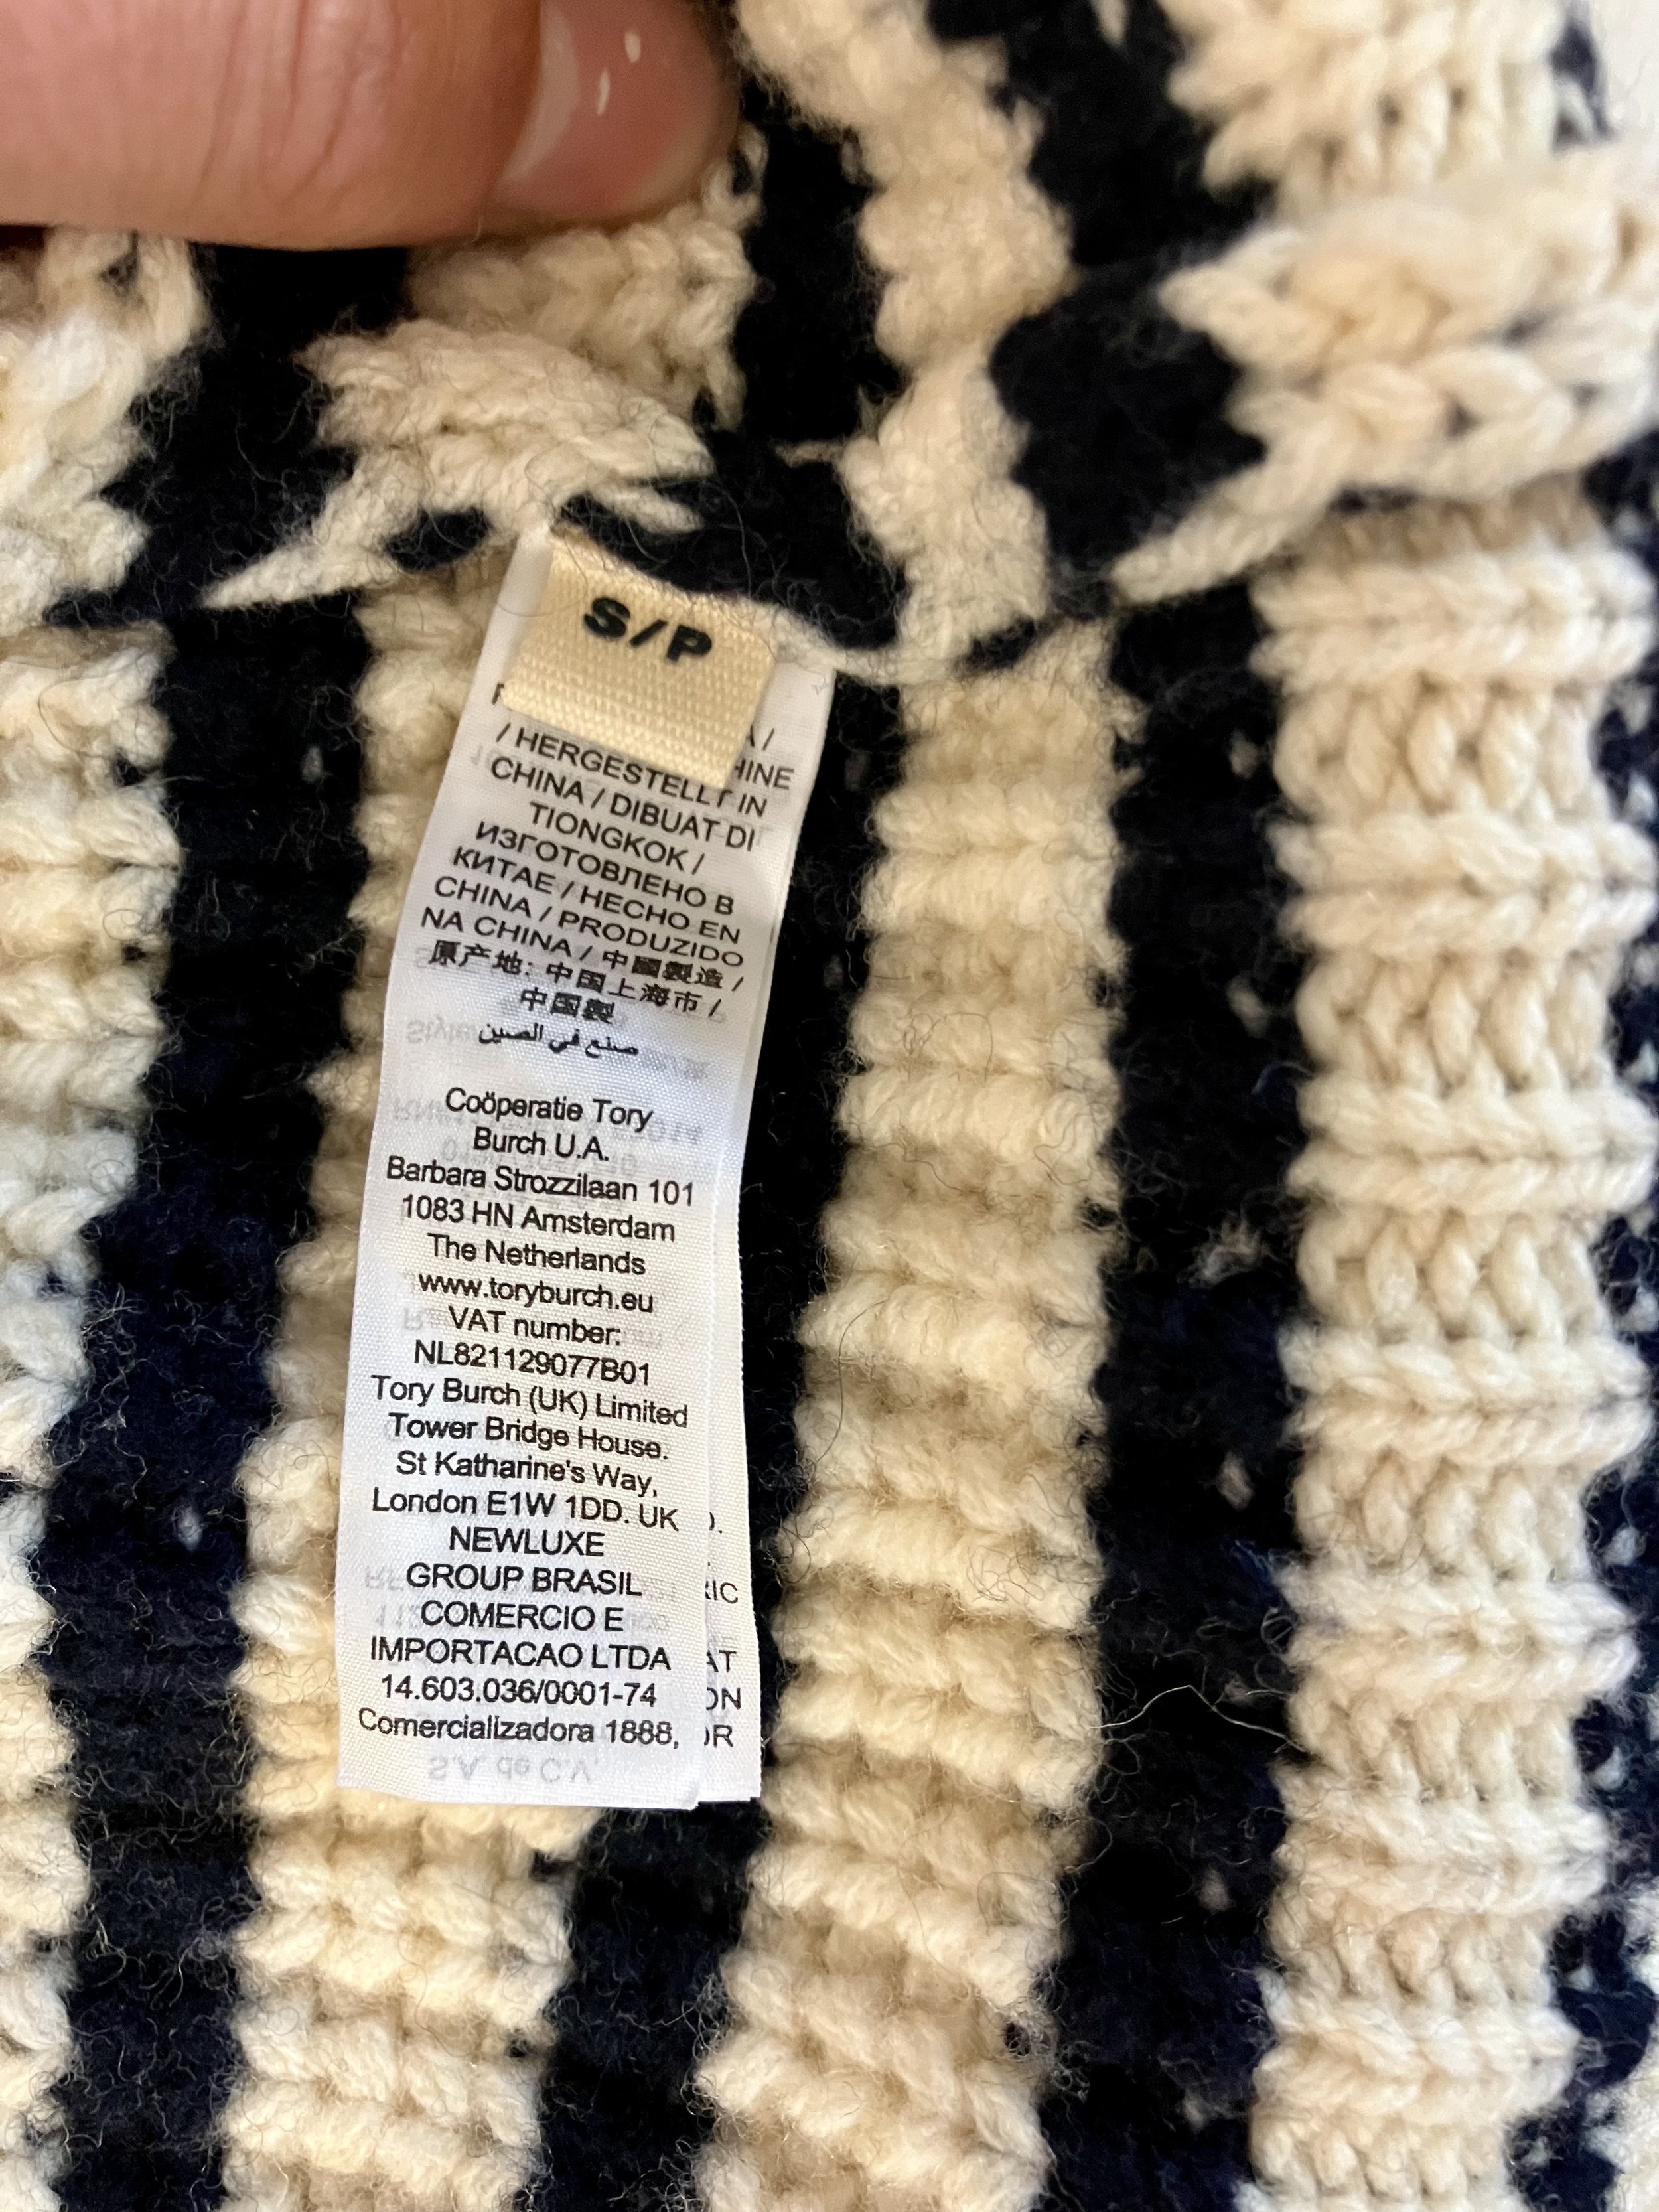 S/P
/ HERGESTELLT IN
CHINA / DIBUAT DI
TIONGKOK /
ИЗГОТОВЛЕНО В
КИТАЕ / HECHO EN
CHINA / PRODUZIDO
NA CHINA / 中國製造 /
原产地: 中国上海市 /
中国製
صنع في الصين
Coöperatie Tory
Burch U.A.
Barbara Strozzilaan 101
1083 HN Amsterdam
The Netherlands
www.toryburch.eu
VAT number:
NL821129077B01
Tory Burch (UK) Limited
Tower Bridge House.
St Katharine's Way,
London E1W 1DD. UK
NEWLUXE
GROUP BRASIL
COMERCIO E
IMPORTACAO LTDA
14.603.036/0001-74
Comercializadora 1888,
S.A. de C.V.